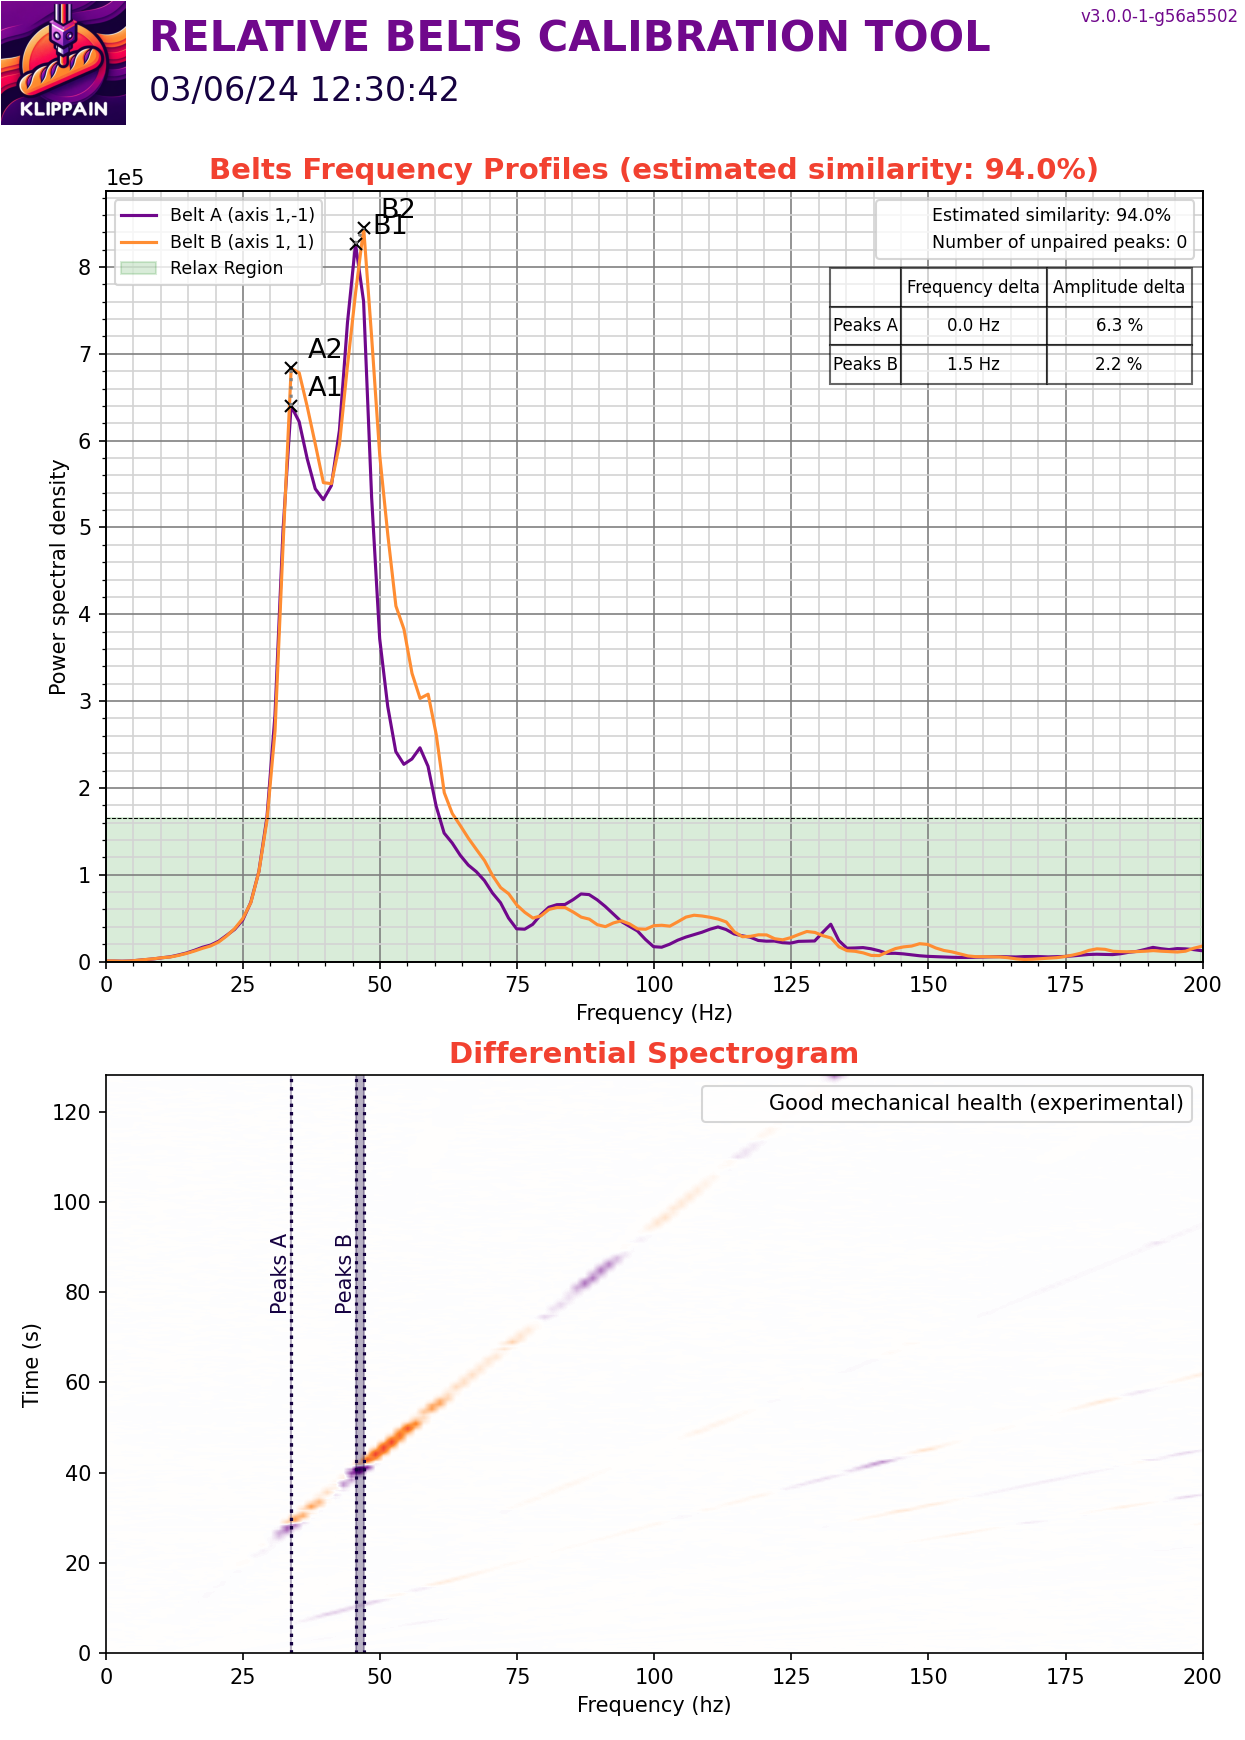 v3.0.0-1-g56a5502
RELATIVE BELTS CALIBRATION TOOL
03/06/24 12:30:42
KLIPPAIN
Belts Frequency Profiles (estimated similarity: 94.0%)
1e5
Belt A (axis 1,-1)
Belt B (axis 1, 1)
Relax Region
B2
B1
A2
A1
Estimated similarity: 94.0%
Number of unpaired peaks: 0
Frequency delta Amplitude delta
Peaks A 0.0 Hz 6.3 %
Peaks B 1.5 Hz 2.2 %
8
7
6
5
4
3
2
1
0
Power spectral density
0 25 50 75 100 125 150 175 200
Frequency (Hz)
Differential Spectrogram
Good mechanical health (experimental)
Peaks A
Peaks B
120
100
80
60
40
20
0
Time (s)
0 25 50 75 100 125 150 175 200
Frequency (hz)